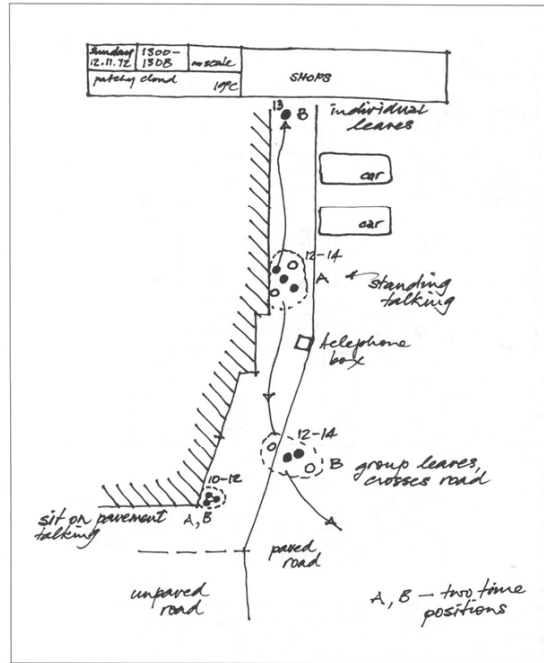 Sunday
12.11.72
1300-
1308
no scale
patchy cloud 19°C
SHOPS
13
B
individual
leaves
car
car
12-14
A
standing
talking
telephone
box
12-14
B
group leaves,
crosses road
10-12
A, B
sit on pavement
talking
paved
road
unpaved
road
A, B — two time
positions